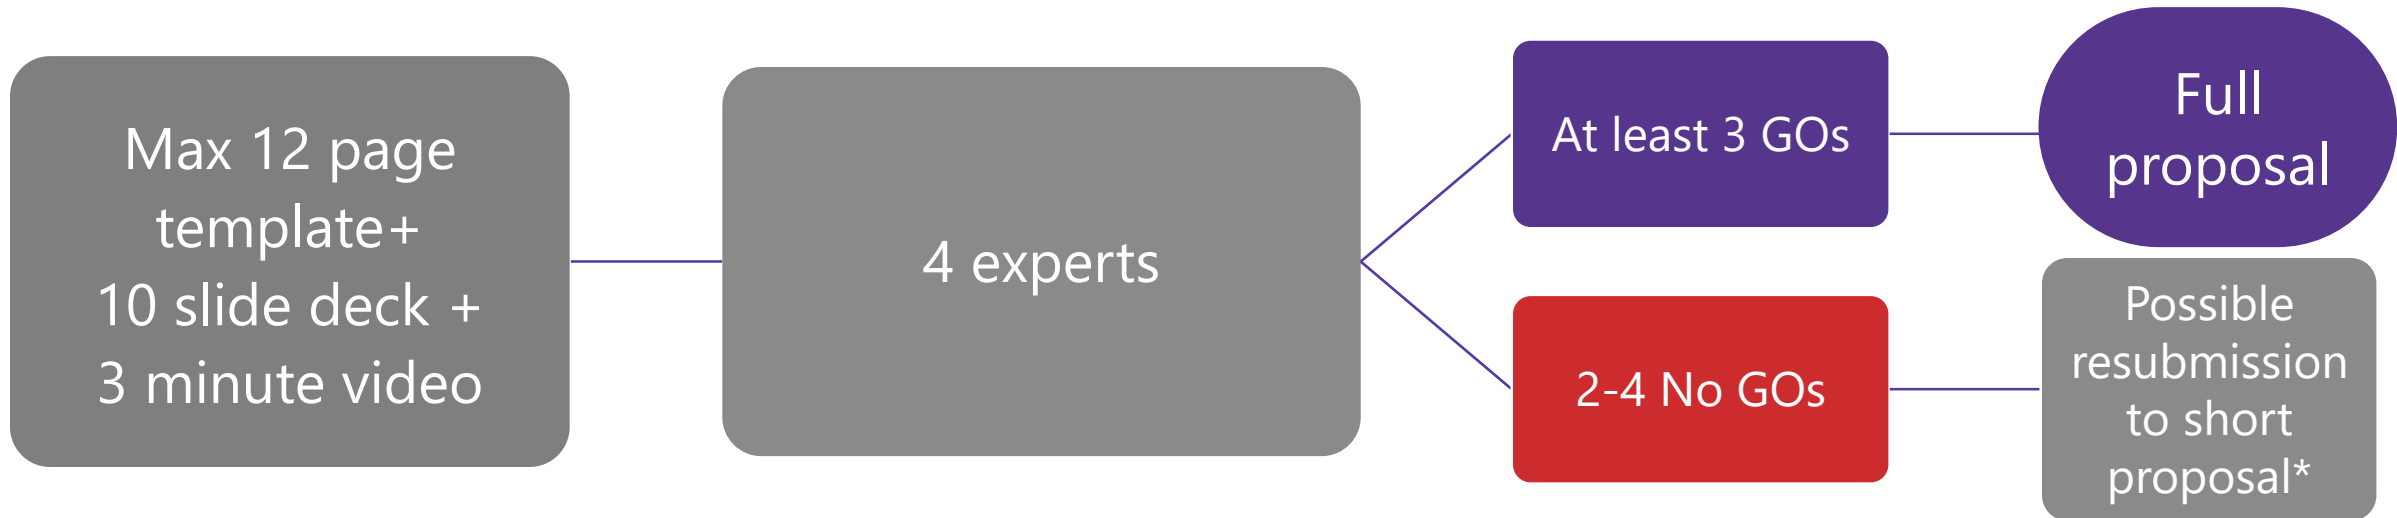 Max 12 page
template+
10 slide deck +
3 minute video
4 experts
At least 3 GOs
Full
proposal
2-4 No GOs
Possible
resubmission
to short
proposal*